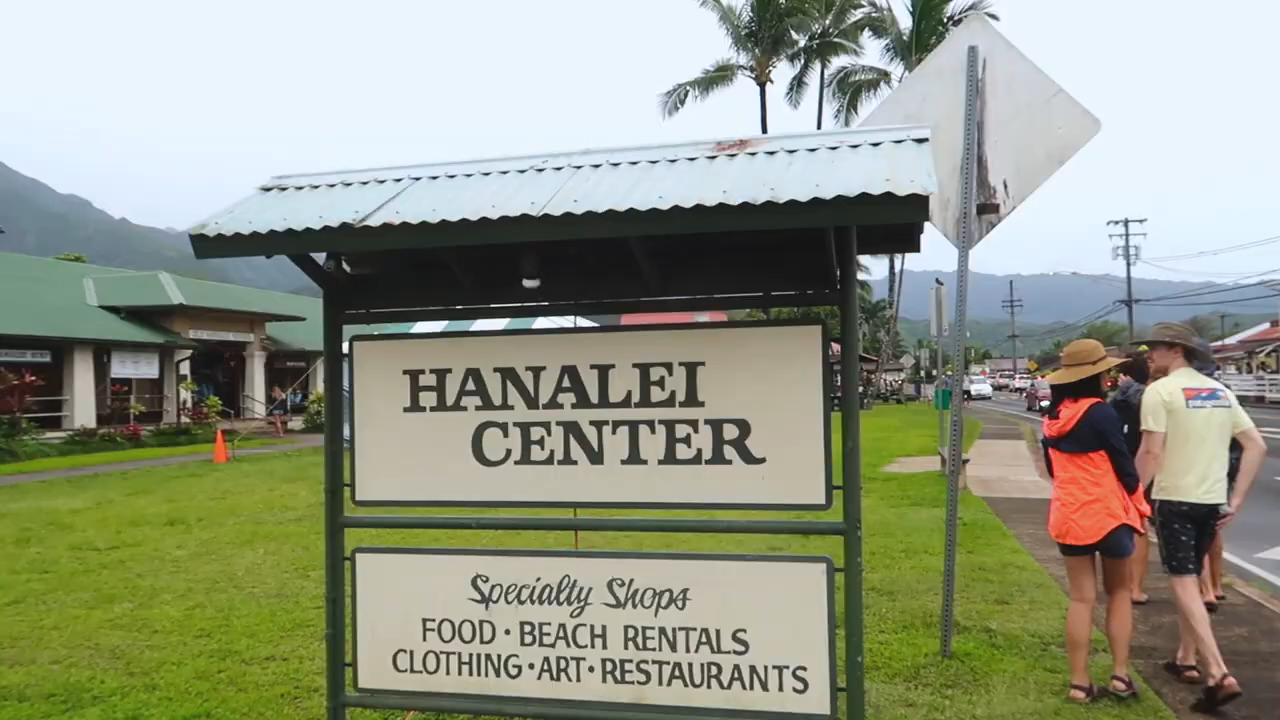 HANALEI
CENTER
Specialty Shops
FOOD • BEACH RENTALS
CLOTHING • ART • RESTAURANTS